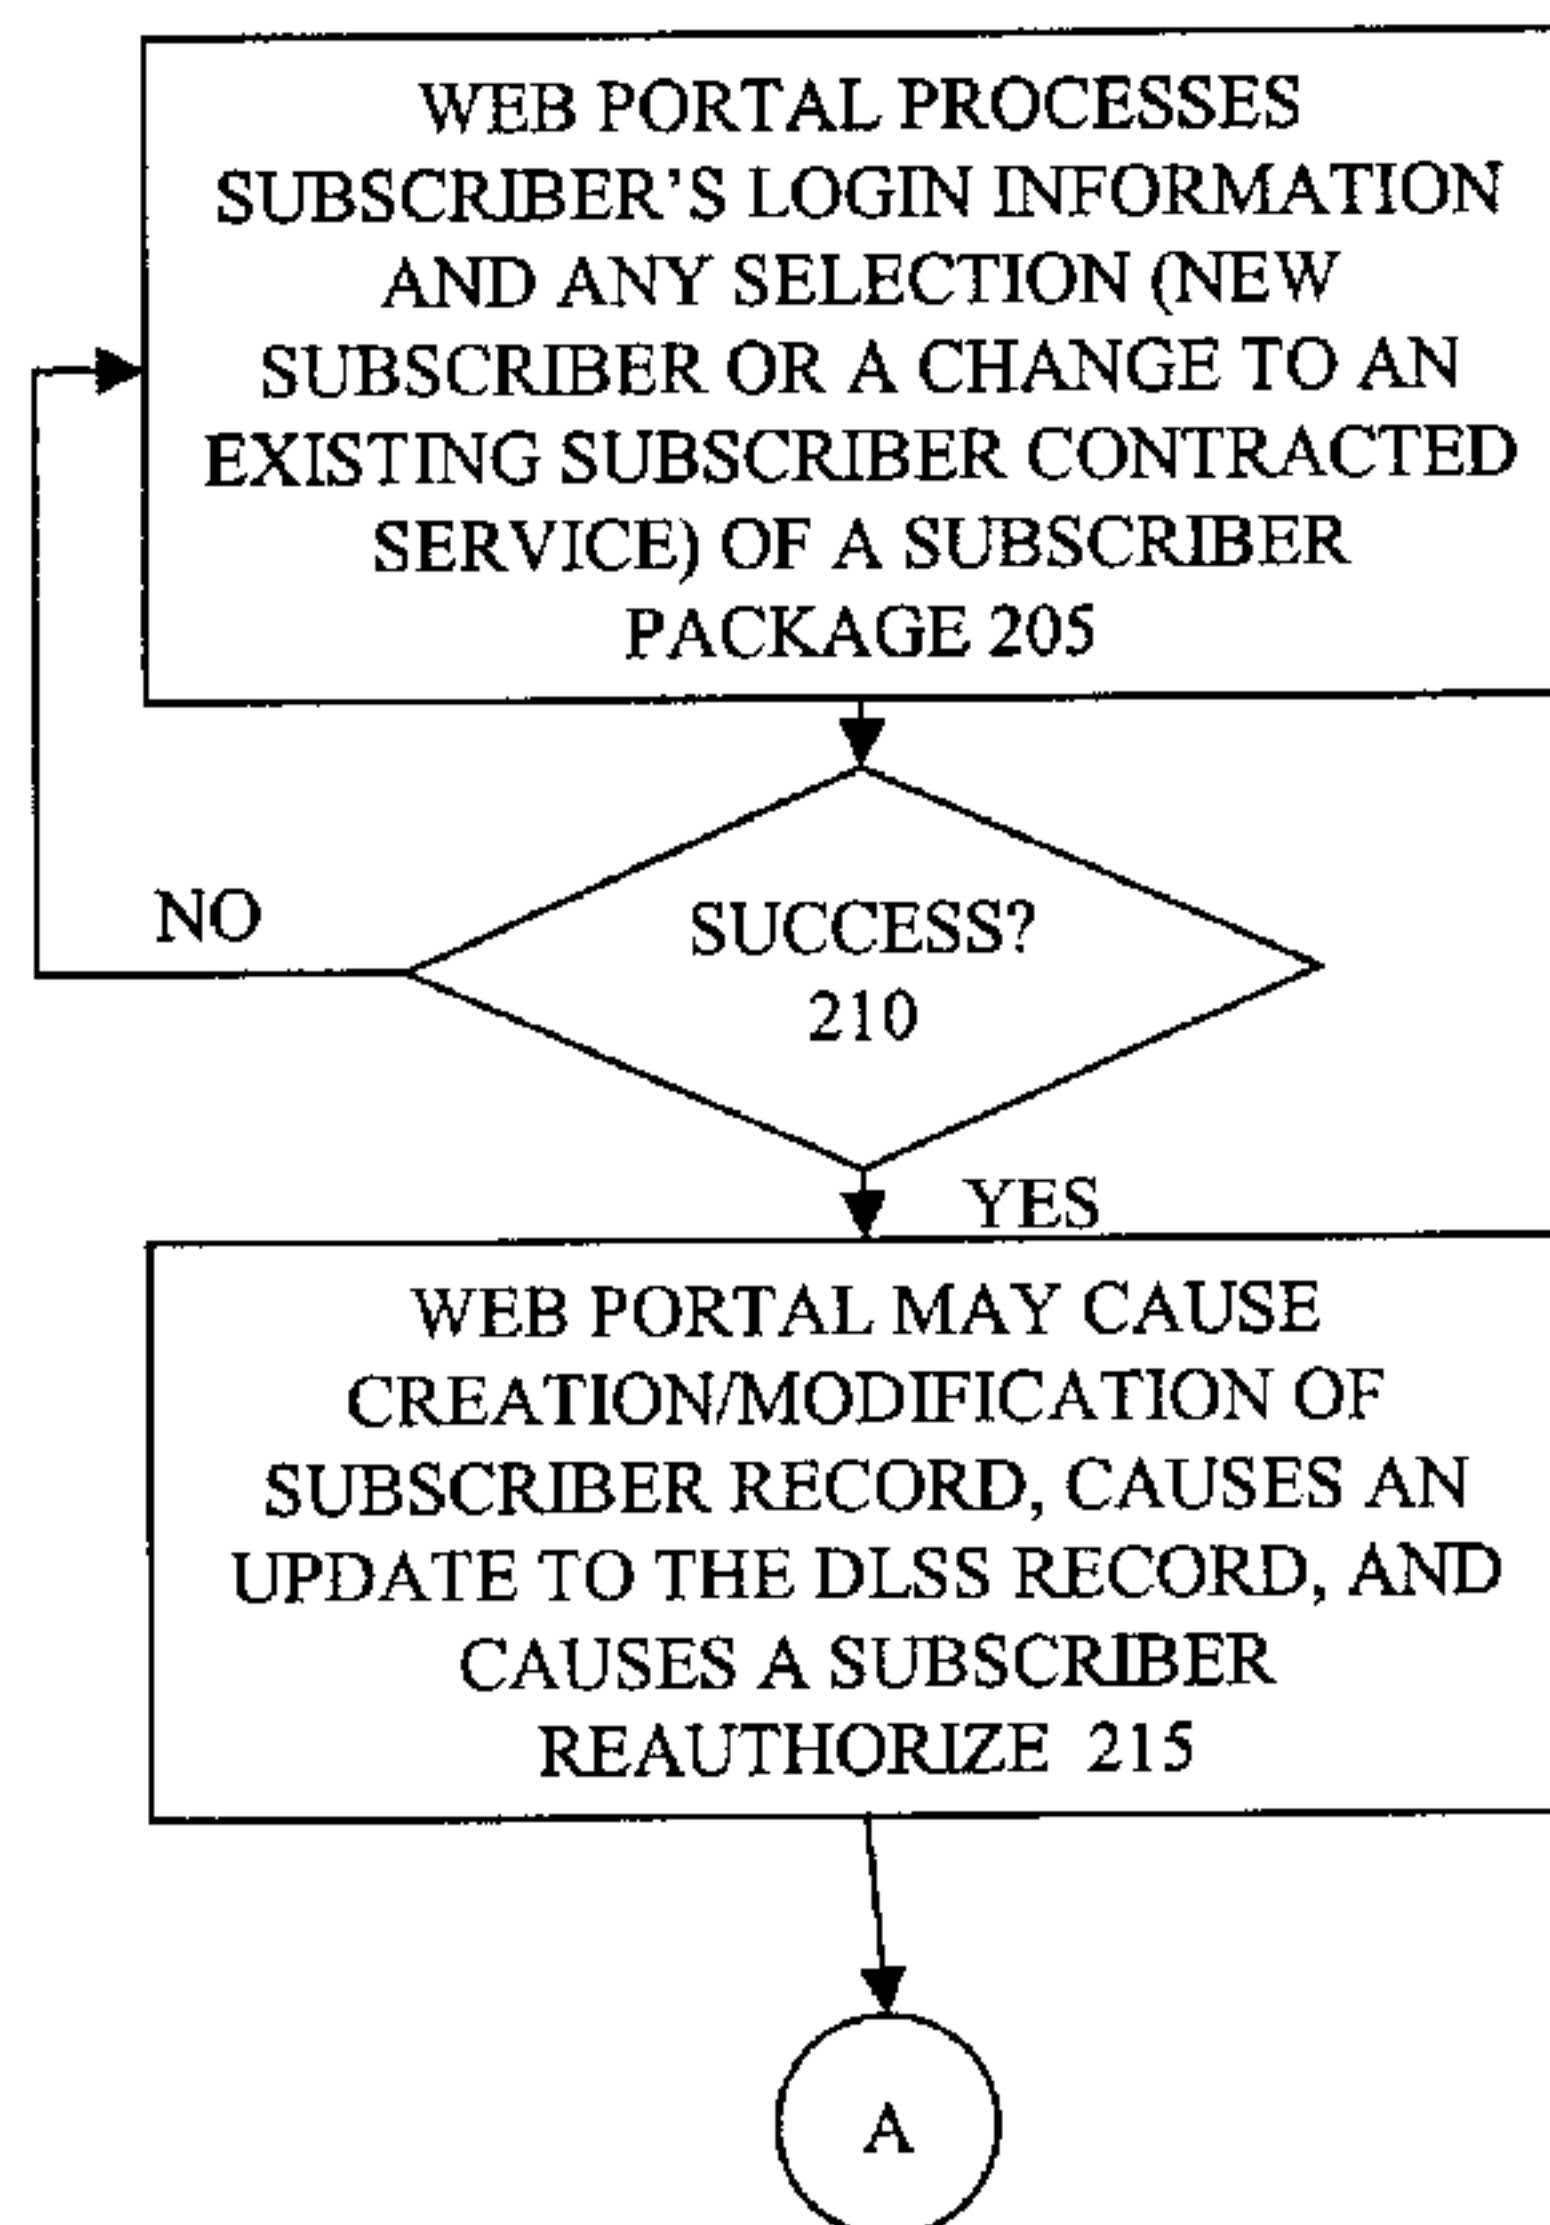 WEB PORTAL PROCESSES
SUBSCRIBER'S LOGIN INFORMATION
AND ANY SELECTION (NEW
SUBSCRIBER OR A CHANGE TO AN
EXISTING SUBSCRIBER CONTRACTED
SERVICE) OF A SUBSCRIBER
PACKAGE 205
NO
SUCCESS?
210
YES
WEB PORTAL MAY CAUSE
CREATION/MODIFICATION OF
SUBSCRIBER RECORD, CAUSES AN
UPDATE TO THE DLSS RECORD, AND
CAUSES A SUBSCRIBER
REAUTHORIZE 215
A